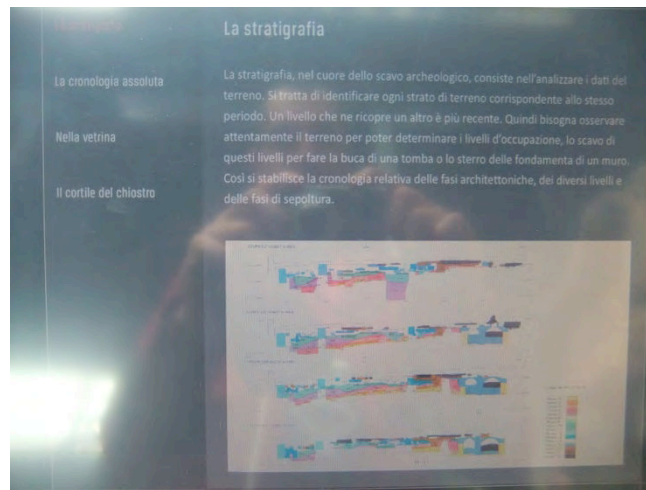 La stratigrafia
La cronologia assoluta
Nella vetrina
Il cortile del chiostro
La stratigrafia, nel cuore dello scavo archeologico, consiste nell'analizzare i dati del
terreno. Si tratta di identificare ogni strato di terreno corrispondente allo stesso
periodo. Un livello che ne ricopre un altro è più recente. Quindi bisogna osservare
attentamente il terreno per poter determinare i livelli d'occupazione, lo scavo di
questi livelli per fare la buca di una tomba o lo sterro delle fondamenta di un muro.
Così si stabilisce la cronologia relativa delle fasi architettoniche, dei diversi livelli e
delle fasi di sepoltura.